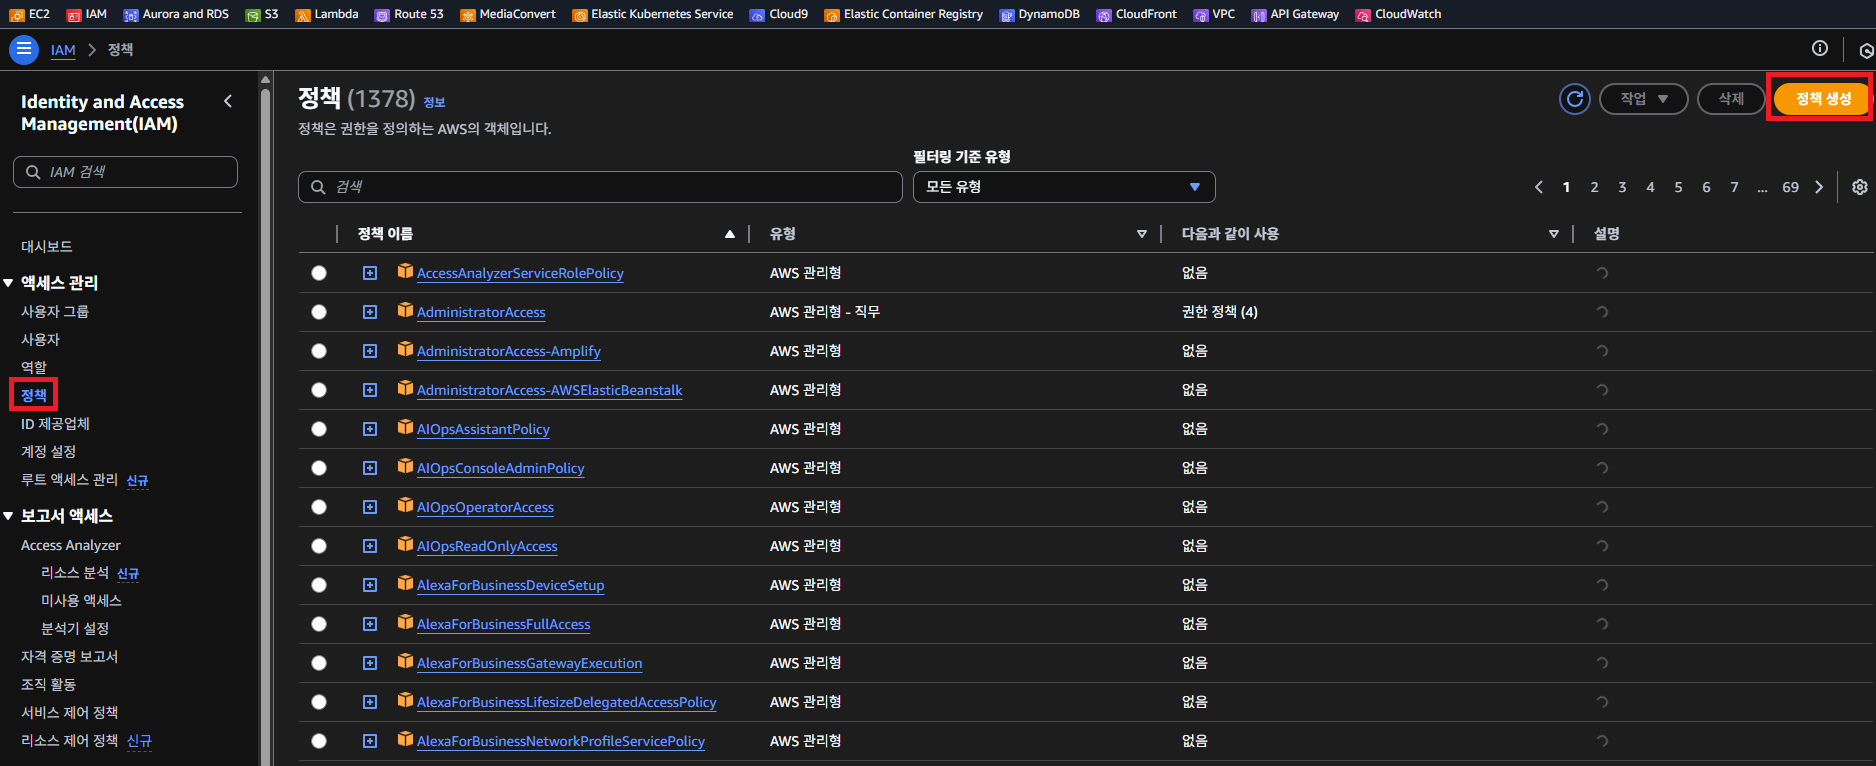 EC2 IAM Aurora and RDS S3 Lambda Route 53 MediaConvert Elastic Kubernetes Service Cloud9 Elastic Container Registry DynamoDB CloudFront VPC API Gateway CloudWatch
IAM > 정책
Identity and Access
Management(IAM)
IAM 검색
대시보드
액세스 관리
사용자 그룹
사용자
역할
정책
ID 제공업체
계정 설정
루트 액세스 관리 신규
보고서 액세스
Access Analyzer
리소스 분석 신규
미사용 액세스
분석기 설정
자격 증명 보고서
조직 활동
서비스 제어 정책
리소스 제어 정책 신규
정책 (1378) 정보
정책은 권한을 정의하는 AWS의 객체입니다.
작업 삭제 정책 생성
필터링 기준 유형
검색 모든 유형 1 2 3 4 5 6 7 ... 69
정책 이름 유형 다음과 같이 사용 설명
AccessAnalyzerServiceRolePolicy AWS 관리형 없음
AdministratorAccess AWS 관리형 - 직무 권한 정책 (4)
AdministratorAccess-Amplify AWS 관리형 없음
AdministratorAccess-AWSElasticBeanstalk AWS 관리형 없음
AIOpsAssistantPolicy AWS 관리형 없음
AIOpsConsoleAdminPolicy AWS 관리형 없음
AIOpsOperatorAccess AWS 관리형 없음
AIOpsReadOnlyAccess AWS 관리형 없음
AlexaForBusinessDeviceSetup AWS 관리형 없음
AlexaForBusinessFullAccess AWS 관리형 없음
AlexaForBusinessGatewayExecution AWS 관리형 없음
AlexaForBusinessLifesizeDelegatedAccessPolicy AWS 관리형 없음
AlexaForBusinessNetworkProfileServicePolicy AWS 관리형 없음